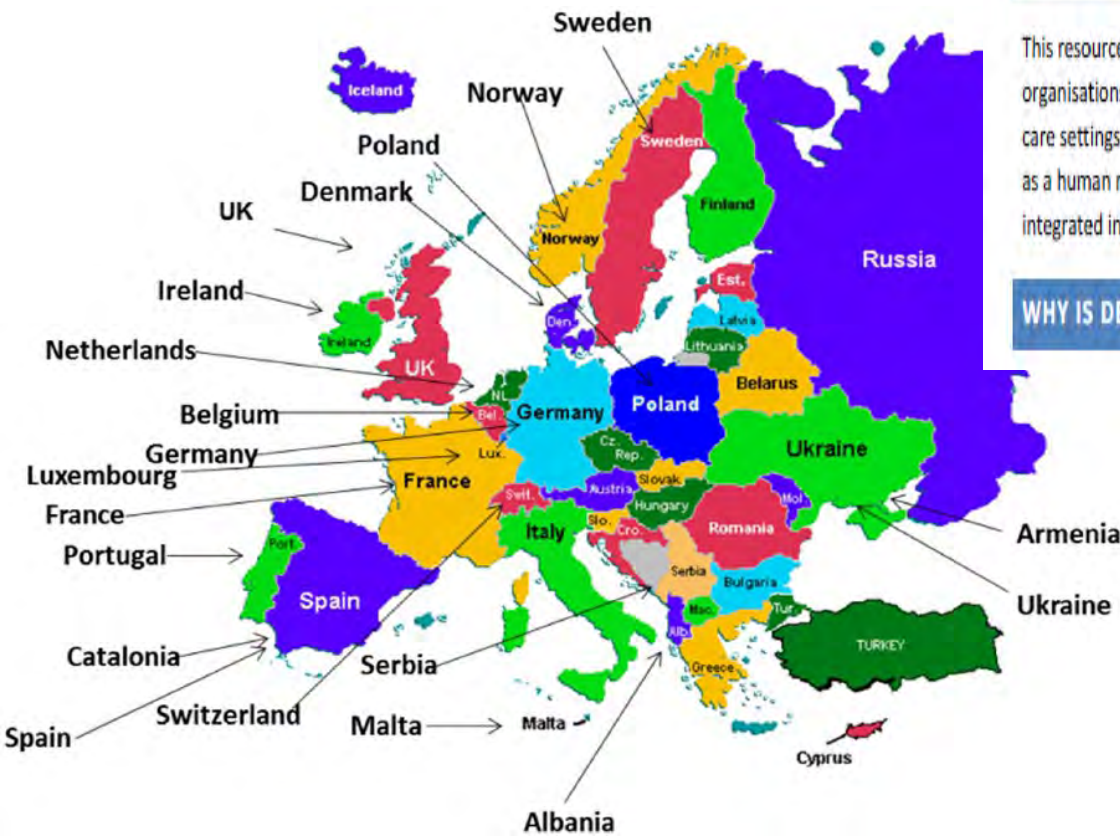 Sweden
This resource
organisations
care settings
as a human r
integrated in
WHY IS DI
Iceland
Norway
Poland
Sweden
Denmark
Finland
UK
Norway
Russia
Ireland
Est.
Den.
Latvia
Ireland
Lithuania
Netherlands
UK
Belarus
NL
Poland
Belgium
Bel.
Germany
Cz.
Rep.
Ukraine
Germany
Lux.
Luxembourg
France
Slovak.
Austria
Swit.
Mol.
Hungary
France
Italy
Slo.
Cro.
Romania
Armenia
Port.
Portugal
Serbia
Bulgaria
Spain
Mac.
Tur.
Ukraine
Alb.
TURKEY
Catalonia
Serbia
Greece
Switzerland
Malta
Malta
Spain
Cyprus
Albania